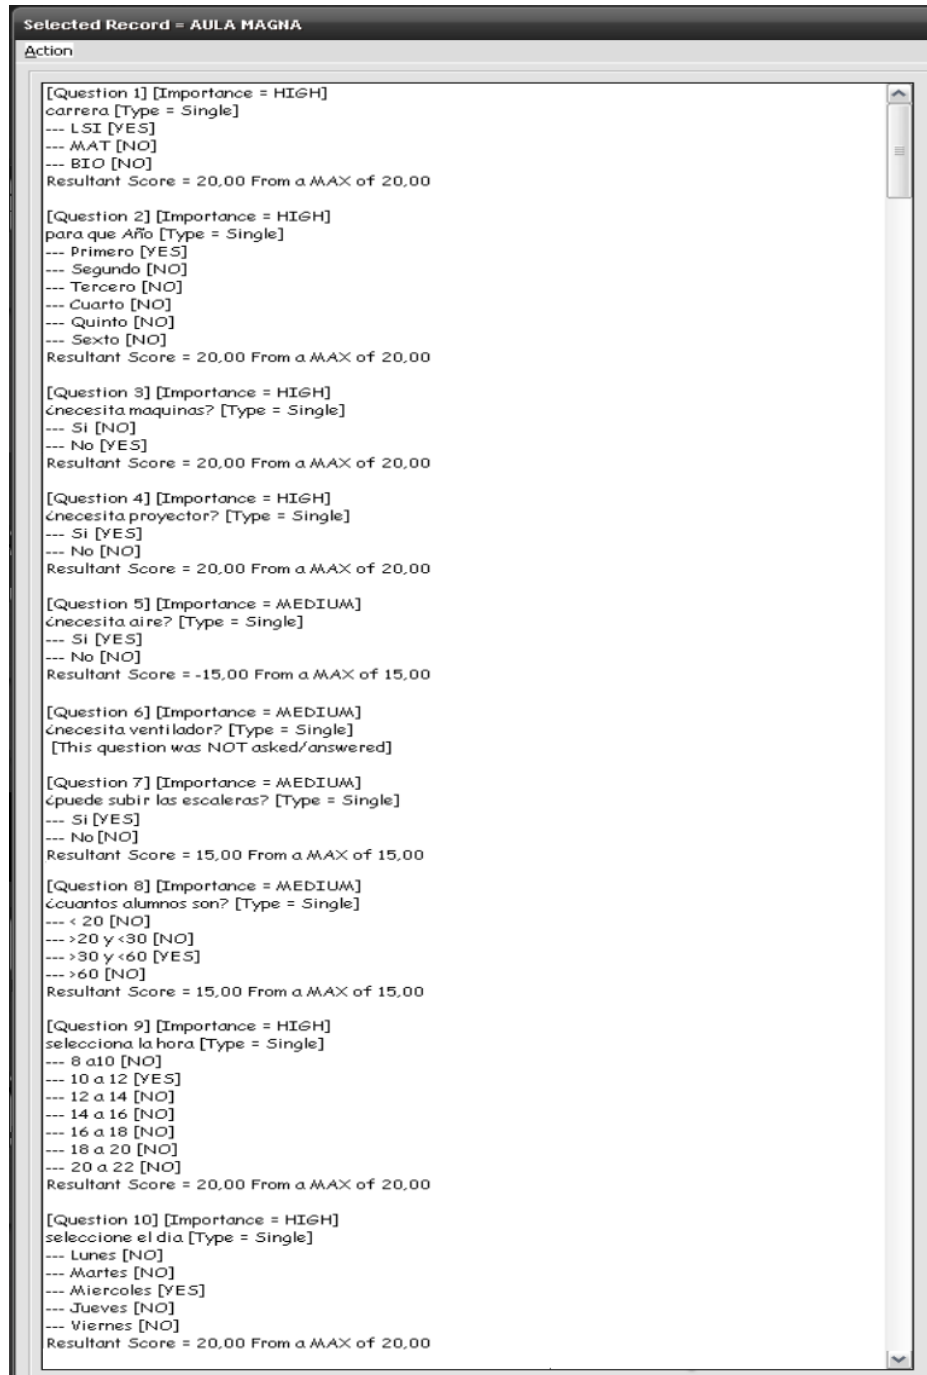 Selected Record = AULA MAGNA
Action
[Question 1] [Importance = HIGH]
carrera [Type = Single]
--- LSI [YES]
--- MAT [NO]
--- BIO [NO]
Resultant Score = 20,00 From a MAX of 20,00
[Question 2] [Importance = HIGH]
para que Año [Type = Single]
--- Primero [YES]
--- Segundo [NO]
--- Tercero [NO]
--- Cuarto [NO]
--- Quinto [NO]
--- Sexto [NO]
Resultant Score = 20,00 From a MAX of 20,00
[Question 3] [Importance = HIGH]
¿necesita maquinas? [Type = Single]
--- Si [NO]
--- No [YES]
Resultant Score = 20,00 From a MAX of 20,00
[Question 4] [Importance = HIGH]
¿necesita proyector? [Type = Single]
--- Si [YES]
--- No [NO]
Resultant Score = 20,00 From a MAX of 20,00
[Question 5] [Importance = MEDIUM]
¿necesita aire? [Type = Single]
--- Si [YES]
--- No [NO]
Resultant Score = -15,00 From a MAX of 15,00
[Question 6] [Importance = MEDIUM]
¿necesita ventilador? [Type = Single]
[This question was NOT asked/answered]
[Question 7] [Importance = MEDIUM]
¿puede subir las escaleras? [Type = Single]
--- Si [YES]
--- No [NO]
Resultant Score = 15,00 From a MAX of 15,00
[Question 8] [Importance = MEDIUM]
¿cuantos alumnos son? [Type = Single]
--- < 20 [NO]
--- >20 y <30 [NO]
--- >30 y <60 [YES]
--- >60 [NO]
Resultant Score = 15,00 From a MAX of 15,00
[Question 9] [Importance = HIGH]
selecciona la hora [Type = Single]
--- 8 a10 [NO]
--- 10 a 12 [YES]
--- 12 a 14 [NO]
--- 14 a 16 [NO]
--- 16 a 18 [NO]
--- 18 a 20 [NO]
--- 20 a 22 [NO]
Resultant Score = 20,00 From a MAX of 20,00
[Question 10] [Importance = HIGH]
seleccione el dia [Type = Single]
--- Lunes [NO]
--- Martes [NO]
--- Miercoles [YES]
--- Jueves [NO]
--- Viernes [NO]
Resultant Score = 20,00 From a MAX of 20,00